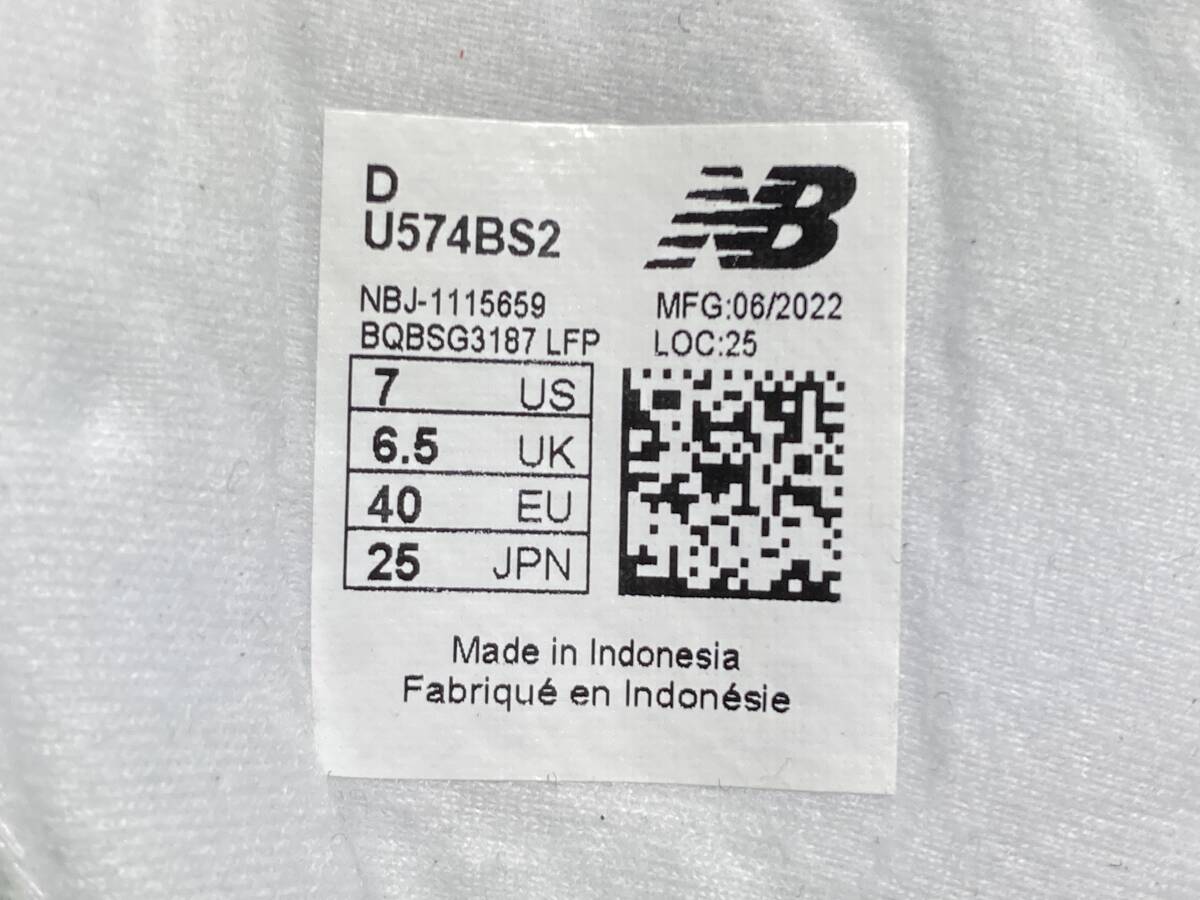 D
U574BS2
NB
NBJ-1115659
MFG:06/2022
BQBSG3187 LFP
LOC:25
7 US
6.5 UK
40 EU
25 JPN
Made in Indonesia
Fabriqué en Indonésie